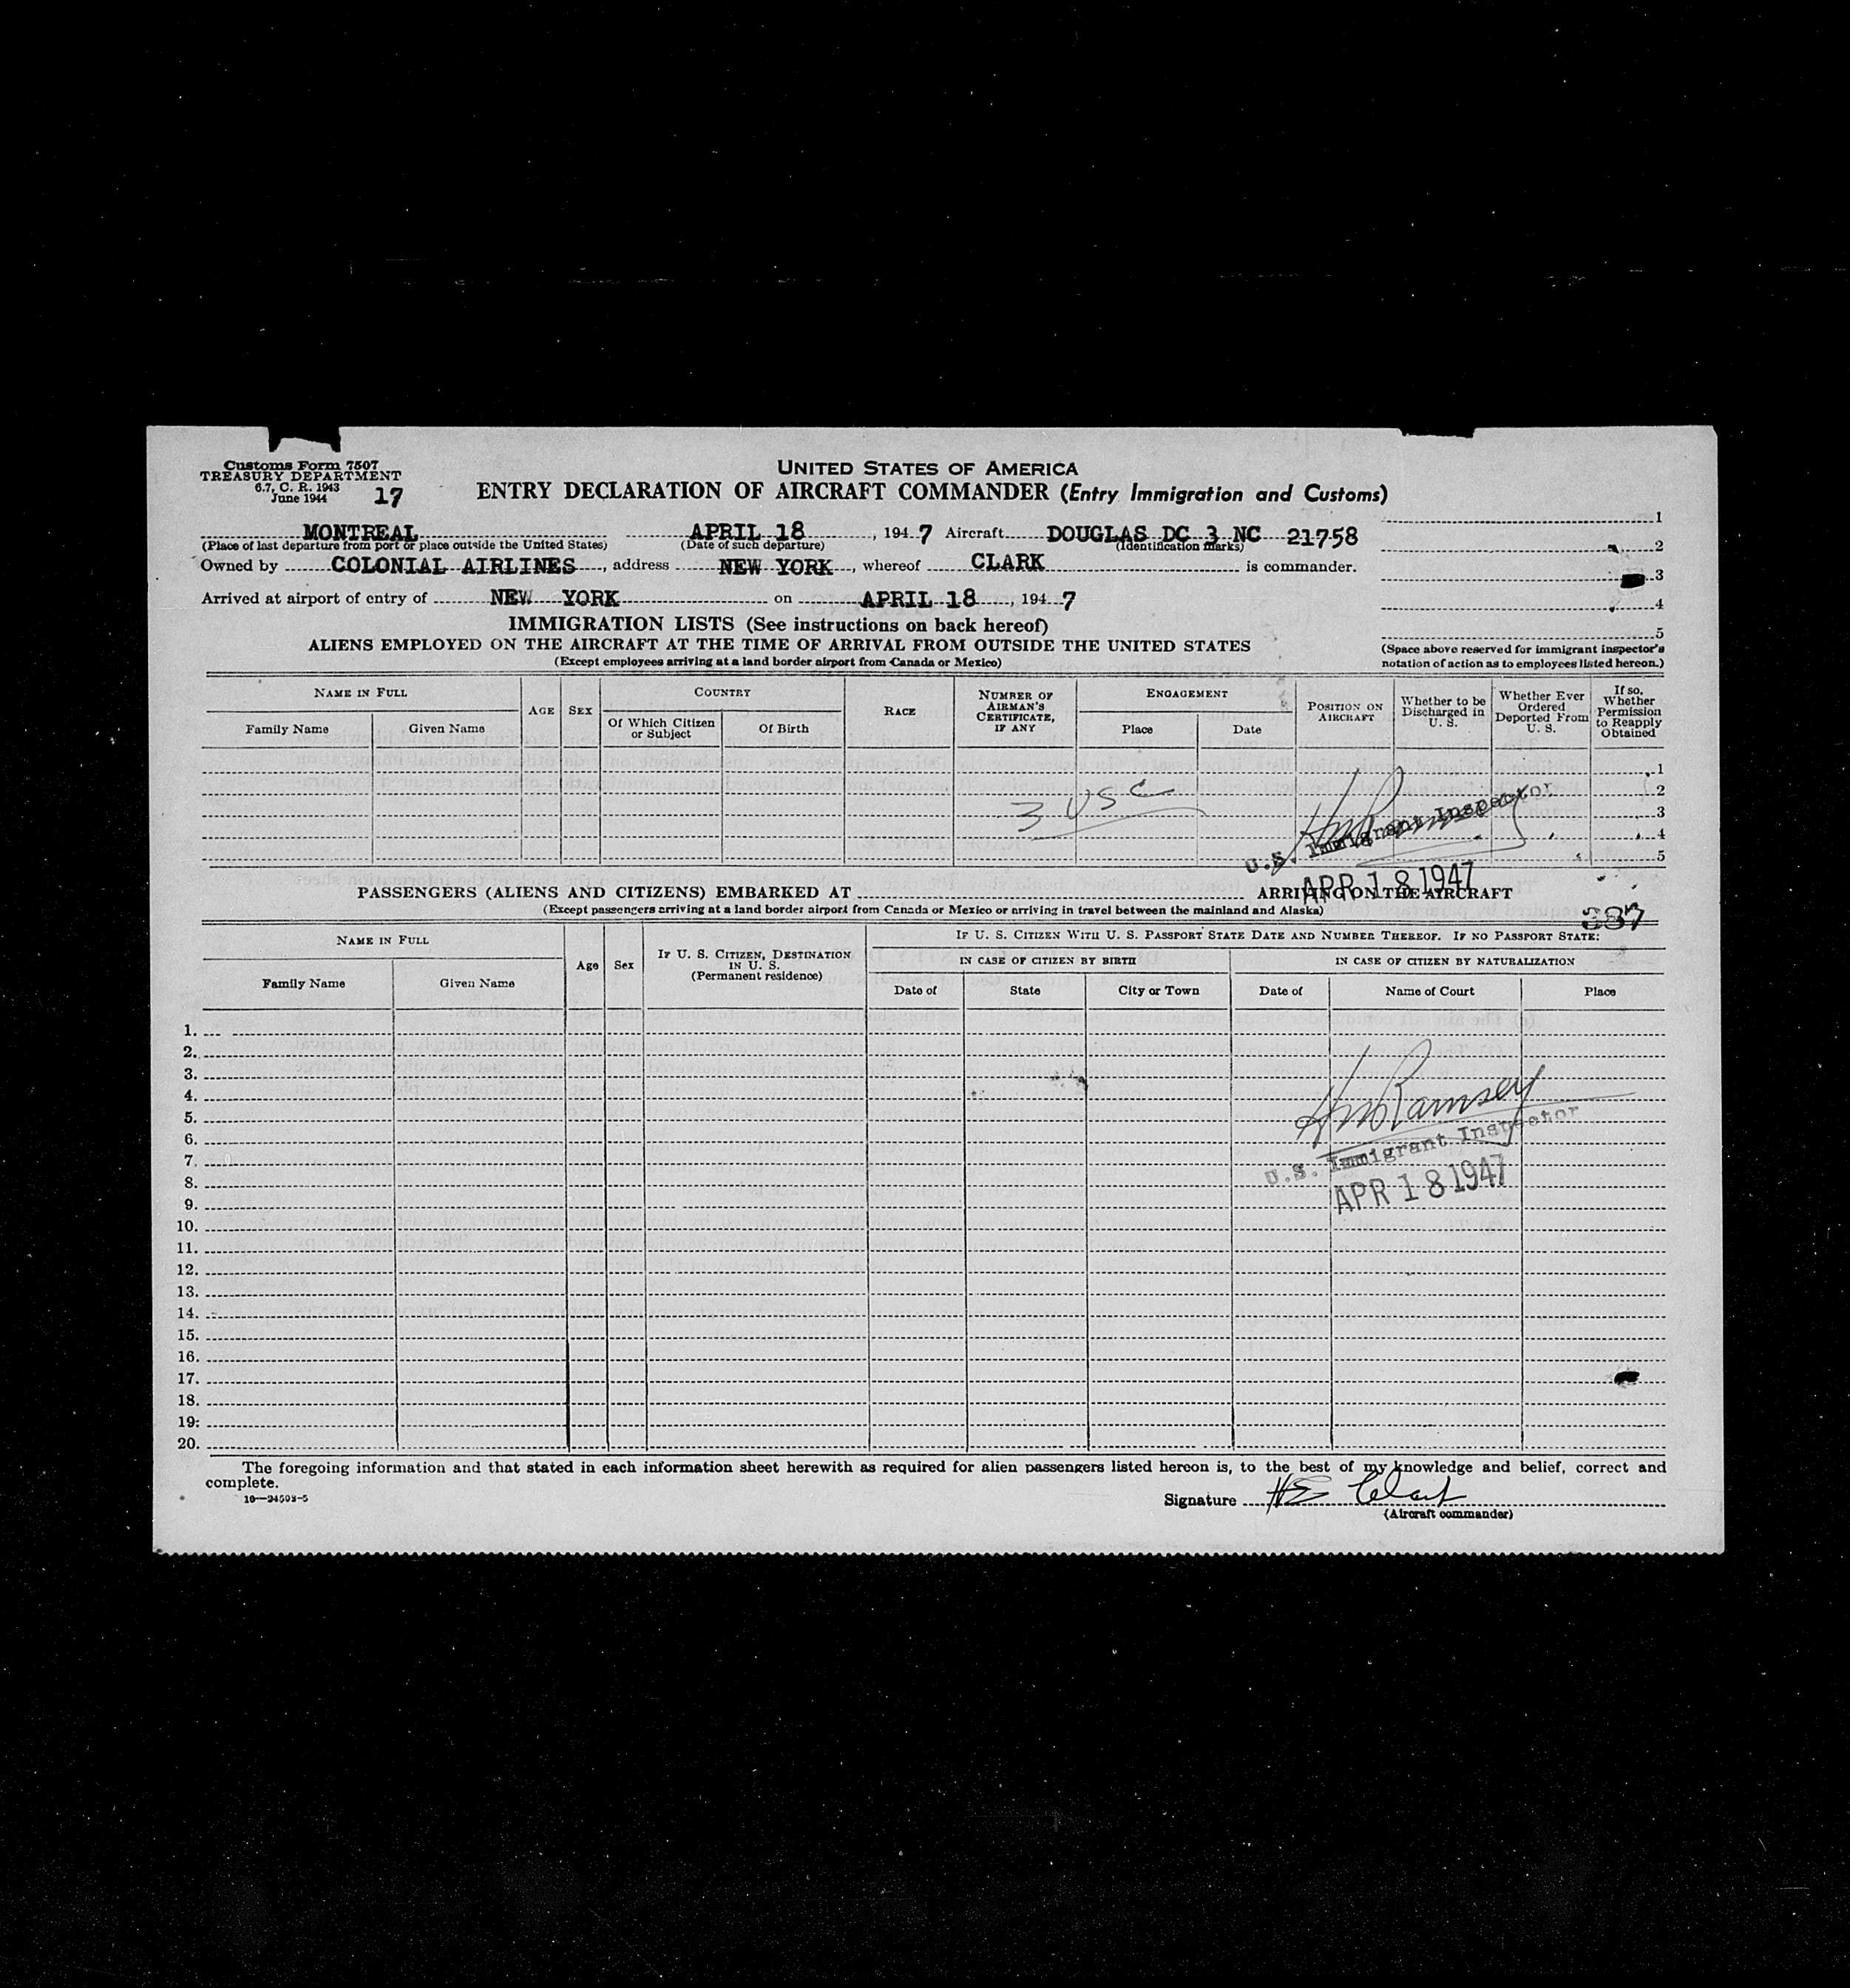 Customs Form 7507
TREASURY DEPARTMENT
6.7, C. R. 1943
June 1944
17
UNITED STATES OF AMERICA
ENTRY DECLARATION OF AIRCRAFT COMMANDER (Entry Immigration and Customs)
MONTREAL APRIL 18, 1947 Aircraft DOUGLAS DC 3 NC 21758
(Place of last departure from port or place outside the United States) (Date of such departure) (Identification marks)
Owned by COLONIAL AIRLINES, address NEW YORK, whereof CLARK is commander.
Arrived at airport of entry of NEW YORK on APRIL 18, 1947
1
2
3
4
5
(Space above reserved for immigrant inspector's
notation of action as to employees listed hereon.)
IMMIGRATION LISTS (See instructions on back hereof)
ALIENS EMPLOYED ON THE AIRCRAFT AT THE TIME OF ARRIVAL FROM OUTSIDE THE UNITED STATES
(Except employees arriving at a land border airport from Canada or Mexico)
NAME IN FULL
Family Name Given Name
AGE SEX
COUNTRY
Of Which Citizen or Subject Of Birth
RACE
NUMBER OF AIRMAN'S CERTIFICATE, IF ANY
ENGAGEMENT
Place Date
POSITION ON AIRCRAFT
Whether to be Discharged in U. S.
Whether Ever Ordered Deported From U. S.
If so, Whether Permission to Reapply Obtained
1
2
3
4
5
3 USC
U.S. Immigrant Inspector
APR 18 1947
PASSENGERS (ALIENS AND CITIZENS) EMBARKED AT ARRIVING ON THE AIRCRAFT
(Except passengers arriving at a land border airport from Canada or Mexico or arriving in travel between the mainland and Alaska)
NAME IN FULL
Family Name Given Name
Age Sex
IF U. S. CITIZEN, DESTINATION IN U. S.
(Permanent residence)
IF U. S. CITIZEN WITH U. S. PASSPORT STATE DATE AND NUMBER THEREOF. IF NO PASSPORT STATE:
IN CASE OF CITIZEN BY BIRTH IN CASE OF CITIZEN BY NATURALIZATION
Date of State City or Town Date of Name of Court Place
1.
2.
3.
4.
5.
6.
7.
8.
9.
10.
11.
12.
13.
14.
15.
16.
17.
18.
19.
20.
Ramsey
U.S. Immigrant Inspector
APR 18 1947
The foregoing information and that stated in each information sheet herewith as required for alien passengers listed hereon is, to the best of my knowledge and belief, correct and
complete.
Signature HE Clark
(Aircraft commander)